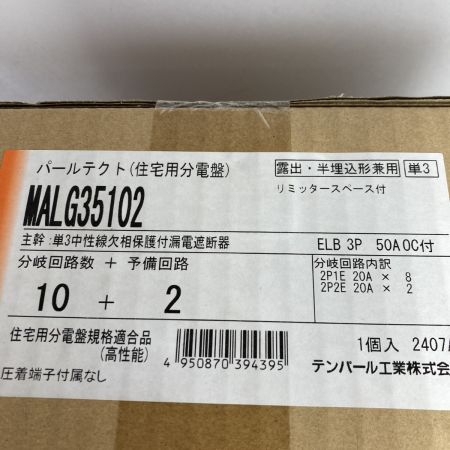 パールテクト(住宅用分電盤)
露出・半埋込形兼用 単3
MALG35102
リミッタースペース付
主幹:単3中性線欠相保護付漏電遮断器 ELB 3P 50A OC付
分岐回路数 + 予備回路
分岐回路内訳
2P1E 20A × 8
2P2E 20A × 2
10 + 2
住宅用分電盤規格適合品
(高性能)
4 950870 394395
1個入 2407
テンパール工業株式会
圧着端子付属なし